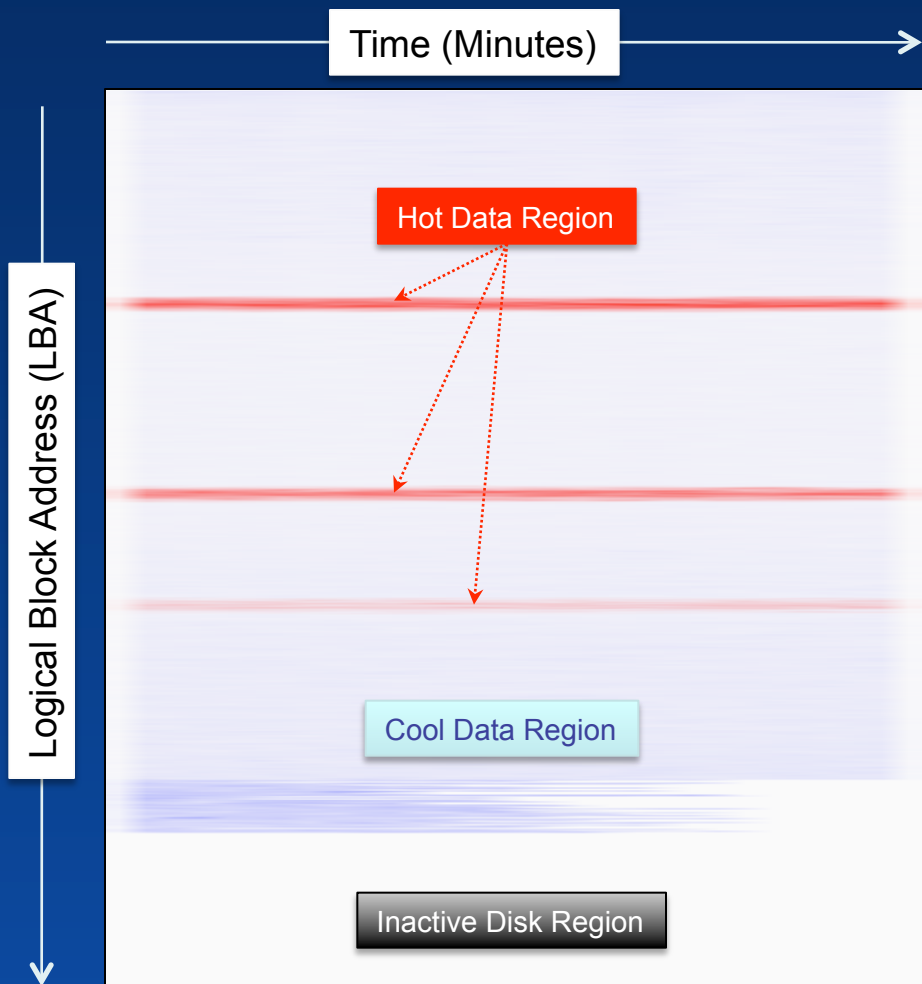 Time (Minutes)
Logical Block Address (LBA)
Hot Data Region
Cool Data Region
Inactive Disk Region